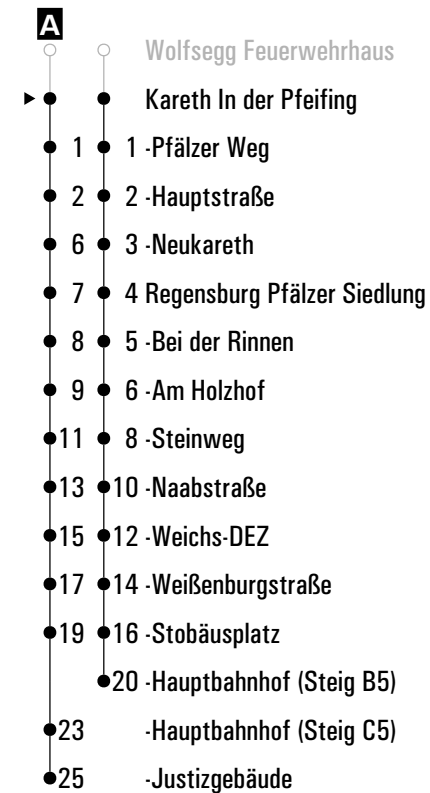 A
Wolfsegg Feuerwehrhaus
Kareth In der Pfeifing
1 1 -Pfälzer Weg
2 2 -Hauptstraße
6 3 -Neukareth
7 4 Regensburg Pfälzer Siedlung
8 5 -Bei der Rinnen
9 6 -Am Holzhof
11 8 -Steinweg
13 10 -Naabstraße
15 12 -Weichs-DEZ
17 14 -Weißenburgstraße
19 16 -Stobäusplatz
20 -Hauptbahnhof (Steig B5)
23 -Hauptbahnhof (Steig C5)
25 -Justizgebäude